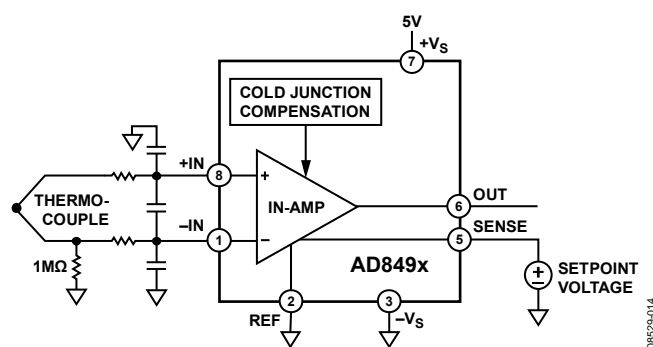 5V
+VS
7
COLD JUNCTION
COMPENSATION
+IN
8
+
THERMO-
COUPLE
IN-AMP
6
OUT
SENSE
–IN
1
–
5
1MΩ
AD849x
+
–
SETPOINT
VOLTAGE
2
3
REF
–VS
08529-014